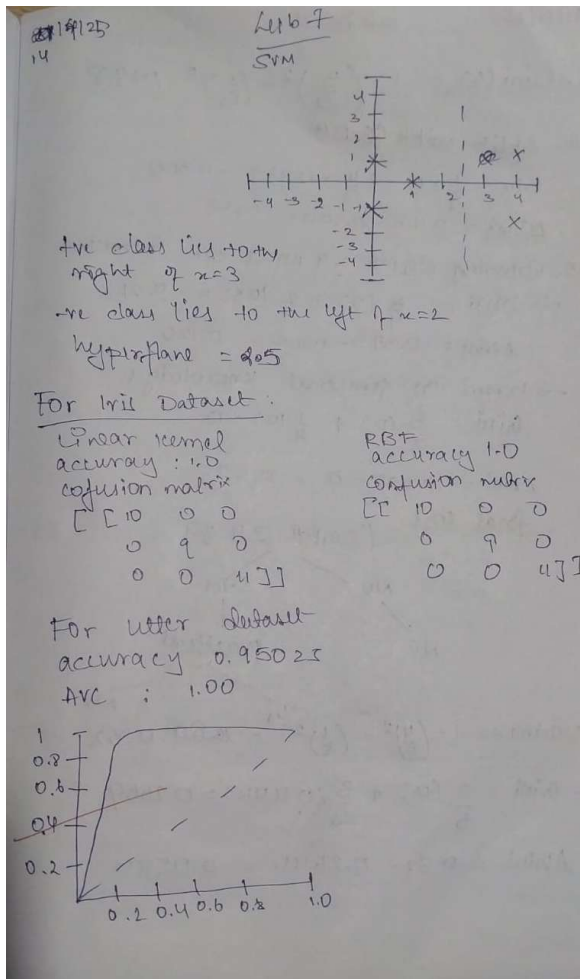 Lab 7
SVM
14
4
3
2
1
-4 -3 -2 -1 1 2 3 4
-1
-2
-3
-4
+ve class lies to the
right of x=3
-ve class lies to the left of x=2
hyperplane = 2.5
For Iris Dataset :
Linear kernel
accuracy : 1.0
cofusion matrix
[ [ 10 0 0
0 9 0
0 0 11 ] ]
RBF
accuracy 1.0
confusion matrix
[[ 10 0 0
0 9 0
0 0 11 ] ]
For letter dataset
accuracy 0.95025
AVC : 1.00
1
0.8
0.6
0.4
0.2
0.2 0.4 0.6 0.8 1.0